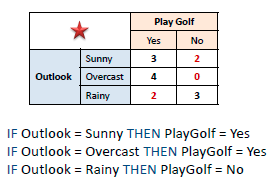 Play Golf
Yes No
Outlook Sunny 3 2
Overcast 4 0
Rainy 2 3
IF Outlook = Sunny THEN PlayGolf = Yes
IF Outlook = Overcast THEN PlayGolf = Yes
IF Outlook = Rainy THEN PlayGolf = No